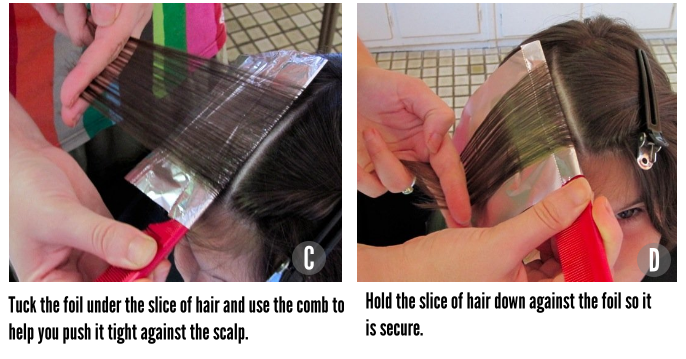 C
D
Tuck the foil under the slice of hair and use the comb to
help you push it tight against the scalp.
Hold the slice of hair down against the foil so it
is secure.